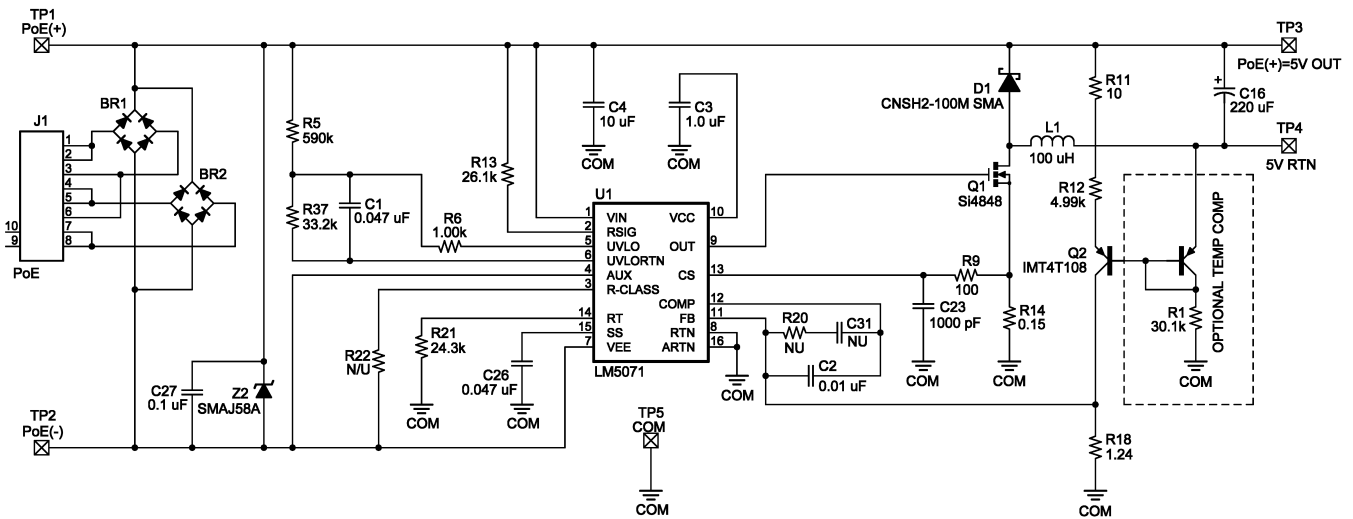 TP1
PoE(+)
TP3
PoE(+)=5V OUT
BR1
J1
1
2
3
4
5
6
7
8
10
9
PoE
BR2
R5
590k
R37
33.2k
C1
0.047 uF
R6
1.00k
R13
26.1k
C4
10 uF
COM
C3
1.0 uF
COM
D1
CNSH2-100M SMA
R11
10
C16
220 uF
L1
100 uH
TP4
5V RTN
Q1
Si4848
R12
4.99k
Q2
IMT4T108
OPTIONAL TEMP COMP
R1
30.1k
COM
U1
1 VIN
2 RSIG
5 UVLO
6 UVLORTN
4 AUX
3 R-CLASS
14 RT
15 SS
7 VEE
VCC 10
OUT 9
CS 13
COMP 12
FB 11
RTN 8
ARTN 16
LM5071
R9
100
C23
1000 pF
COM
R14
0.15
COM
R20
NU
C31
NU
C2
0.01 uF
COM
R22
N/U
R21
24.3k
COM
C26
0.047 uF
COM
C27
0.1 uF
Z2
SMAJ58A
TP2
PoE(-)
TP5
COM
COM
R18
1.24
COM